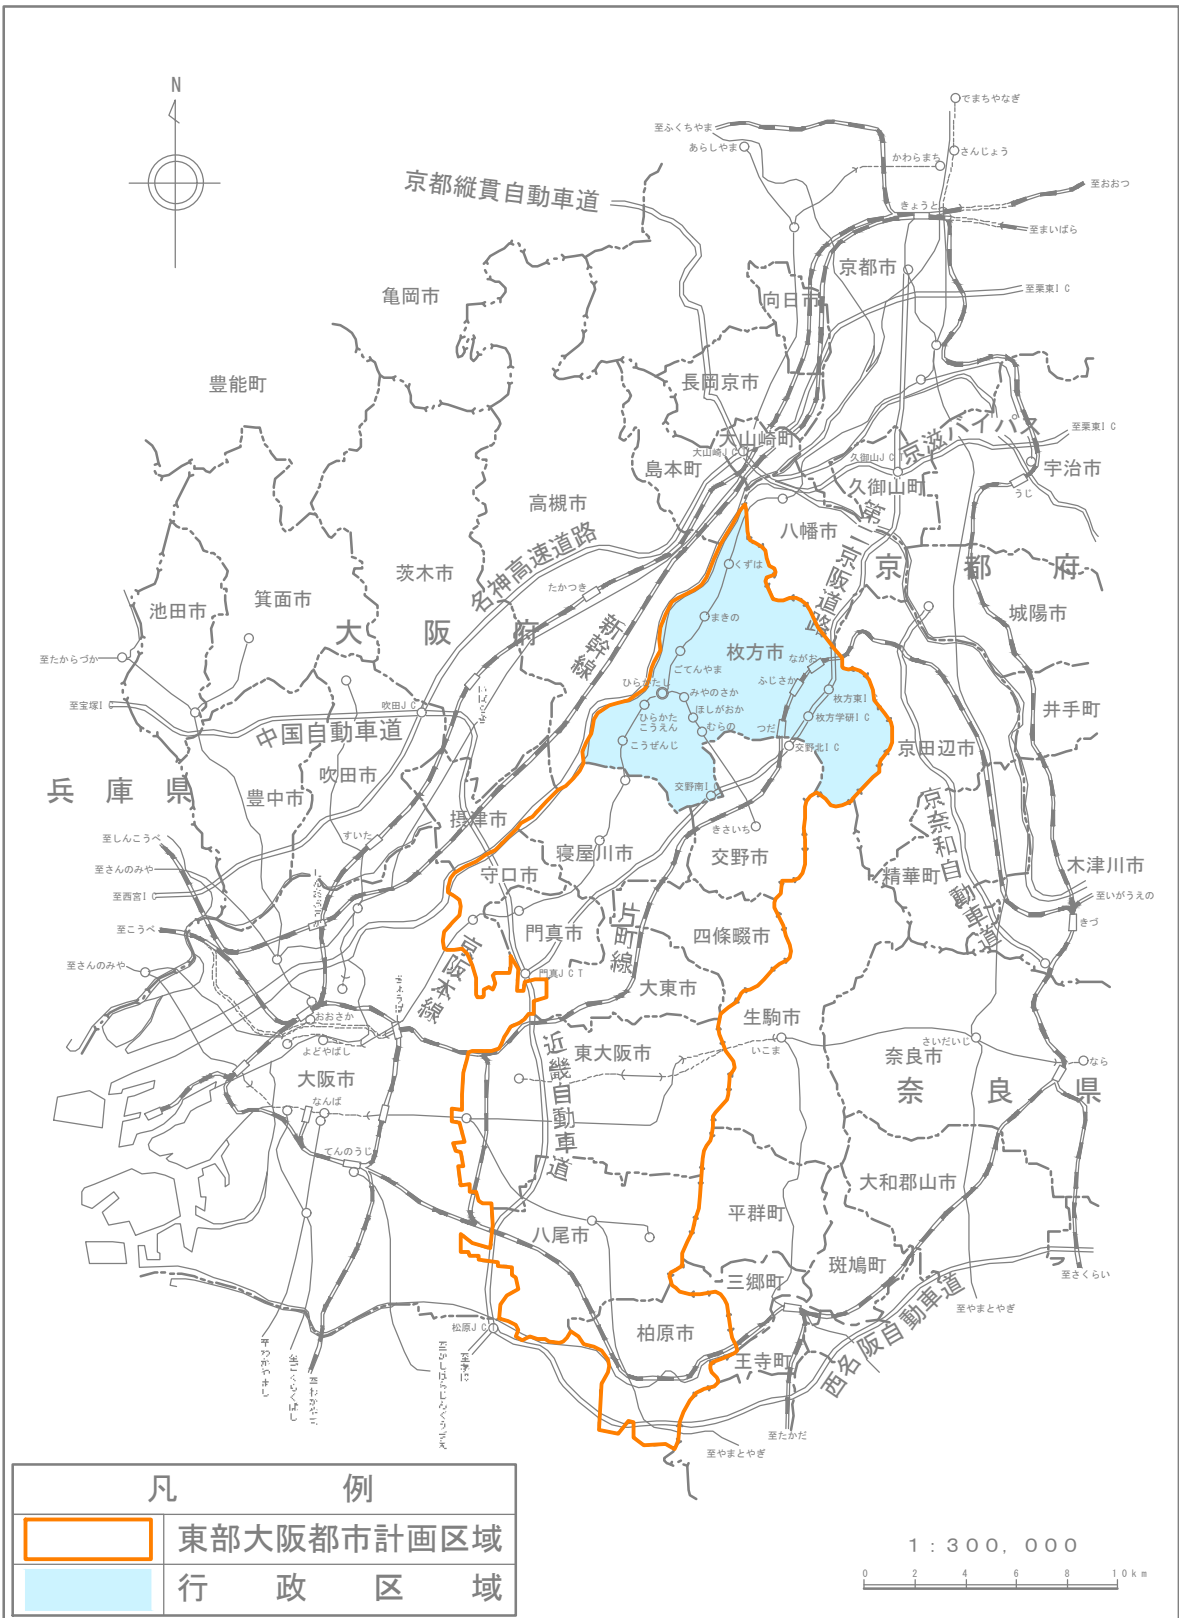 N
でまちやなぎ
至ふくちやま
あらしやま
かわらまち
さんじょう
京都縦貫自動車道
至おおつ
きょうと
至まいばら
京都市
亀岡市
向日市
至栗東IC
豊能町
長岡京市
大山崎町
京滋バイパス
至栗東IC
大山崎JCT
久御山JCT
島本町
久御山町
宇治市
うじ
高槻市
八幡市
第二京阪道路
京都府
茨木市
名神高速道路
たかつき
くずは
池田市
箕面市
大阪府
新幹線
まきの
城陽市
枚方市
ながお
至たからづか
ごてんやま
ひらかたし
みやのさか
ふじさか
枚方東IC
至宝塚IC
吹田JCT
ほしがおか
枚方学研IC
井手町
中国自動車道
ひらかたこうえん
むらの
つだ
京田辺市
こうぜんじ
交野北IC
吹田市
兵庫県
豊中市
交野南IC
京奈和自動車道
摂津市
きさいち
至しんこうべ
すいた
寝屋川市
交野市
木津川市
至さんのみや
守口市
精華町
至西宮IC
至いがうえの
片町線
門真市
四條畷市
きづ
至こうべ
京阪本線
至さんのみや
門真JCT
大東市
きょうばし
生駒市
おおさか
いこま
さいだいじ
よどやばし
近畿自動車道
東大阪市
奈良市
なら
大阪市
奈良県
なんば
てんのうじ
大和郡山市
平群町
八尾市
斑鳩町
三郷町
至さくらい
西名阪自動車道
至やまとやぎ
松原JCT
柏原市
王寺町
至たかだ
至やまとやぎ
凡例
東部大阪都市計画区域
行政区域
1:300,000
0 2 4 6 8 10km